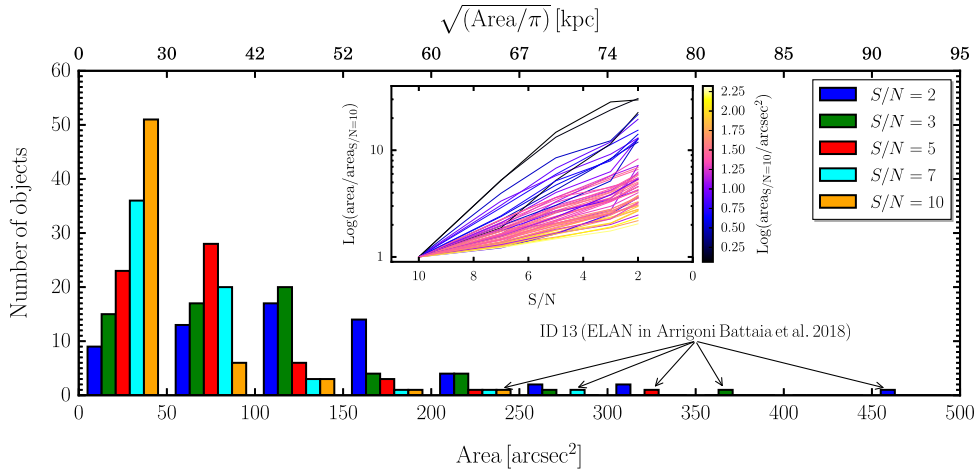 √(Area/π) [kpc]
0 30 42 52 60 67 74 80 85 90 95
60
50
40
30
20
10
0
Number of objects
0 50 100 150 200 250 300 350 400 450 500
Area [arcsec²]
Log(area/area_S/N=10)
10
1
10 8 6 4 2 0
S/N
2.25
2.00
1.75
1.50
1.25
1.00
0.75
0.50
0.25
Log(area_S/N=10/arcsec²)
S/N = 2
S/N = 3
S/N = 5
S/N = 7
S/N = 10
ID 13 (ELAN in Arrigoni Battaia et al. 2018)